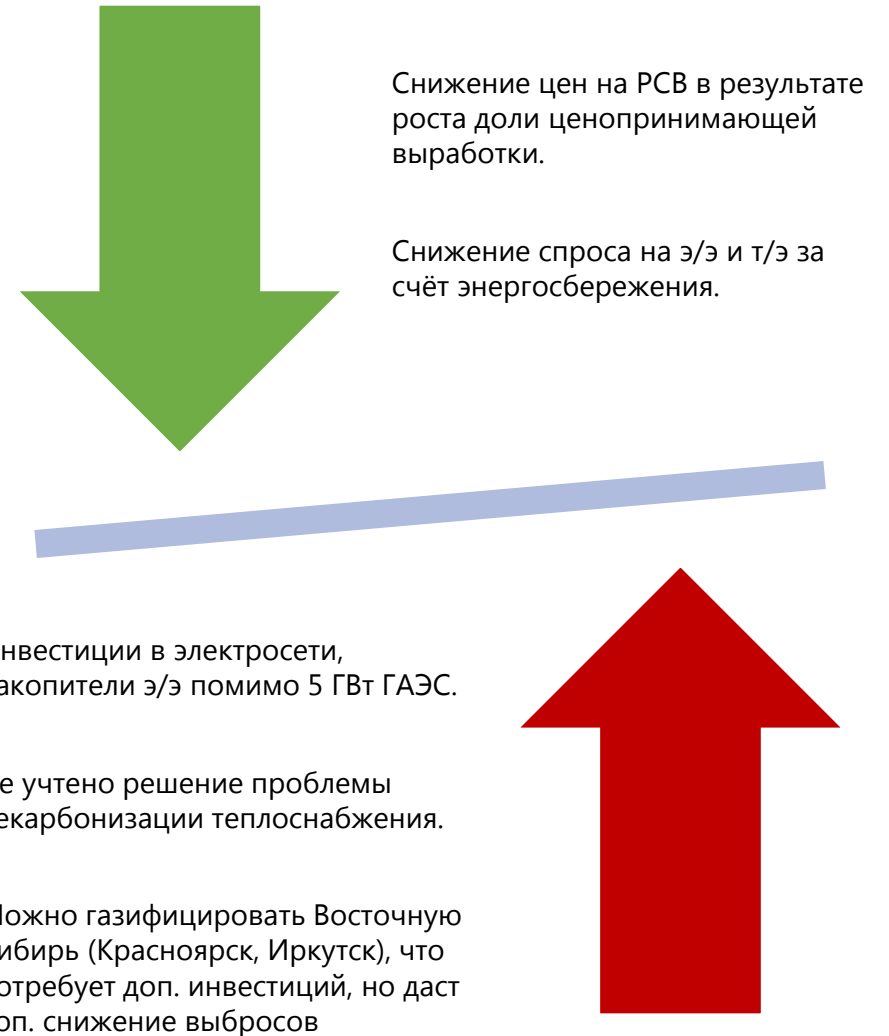 Снижение цен на РСВ в результате
роста доли ценопринимающей
выработки.
Снижение спроса на э/э и т/э за
счёт энергосбережения.
нвестиции в электросети,
акопители э/э помимо 5 ГВт ГАЭС.
е учтено решение проблемы
екарбонизации теплоснабжения.
Можно газифицировать Восточную
ибирь (Красноярск, Иркутск), что
отребует доп. инвестиций, но даст
оп. снижение выбросов